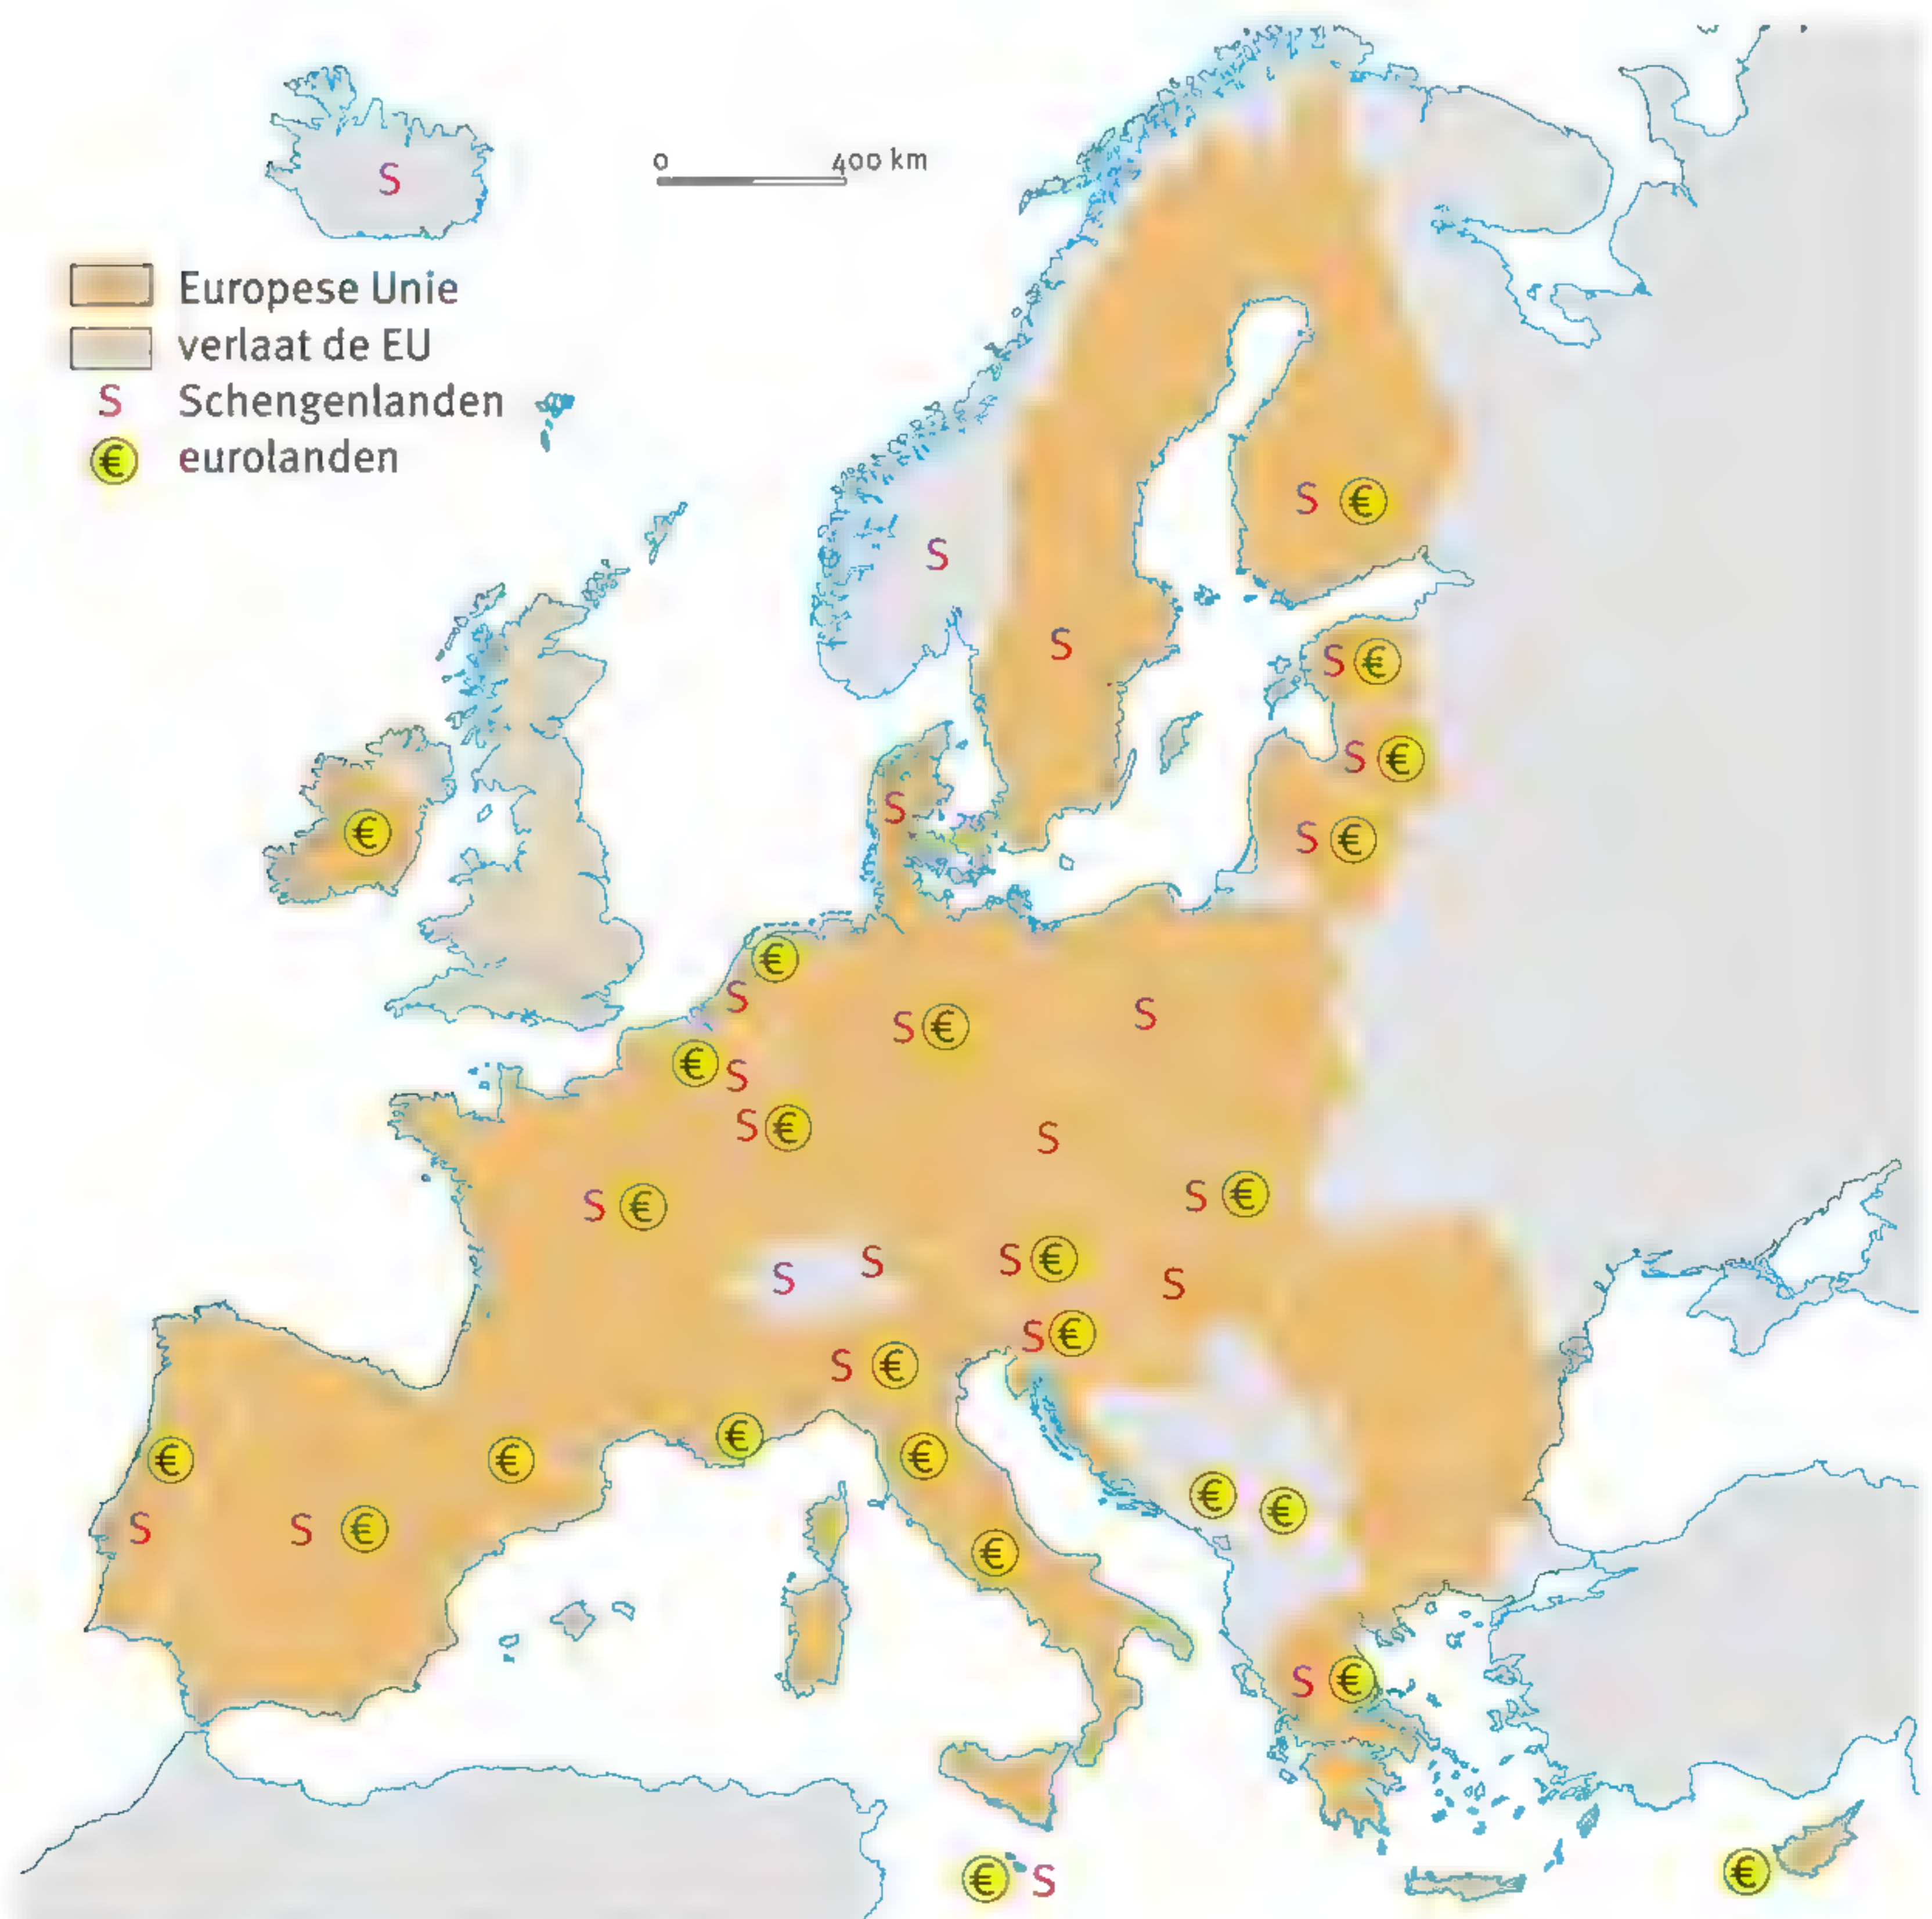 S
0 400 km
Europese Unie
verlaat de EU
S Schengenlanden
€ eurolanden
S €
S
S
S €
S €
S
€
S €
€
S
S €
S
€ S
S €
S
S €
S €
S S
S €
S
S €
S €
€
€
€
€
€
€
S
S €
€
S €
€ S
€